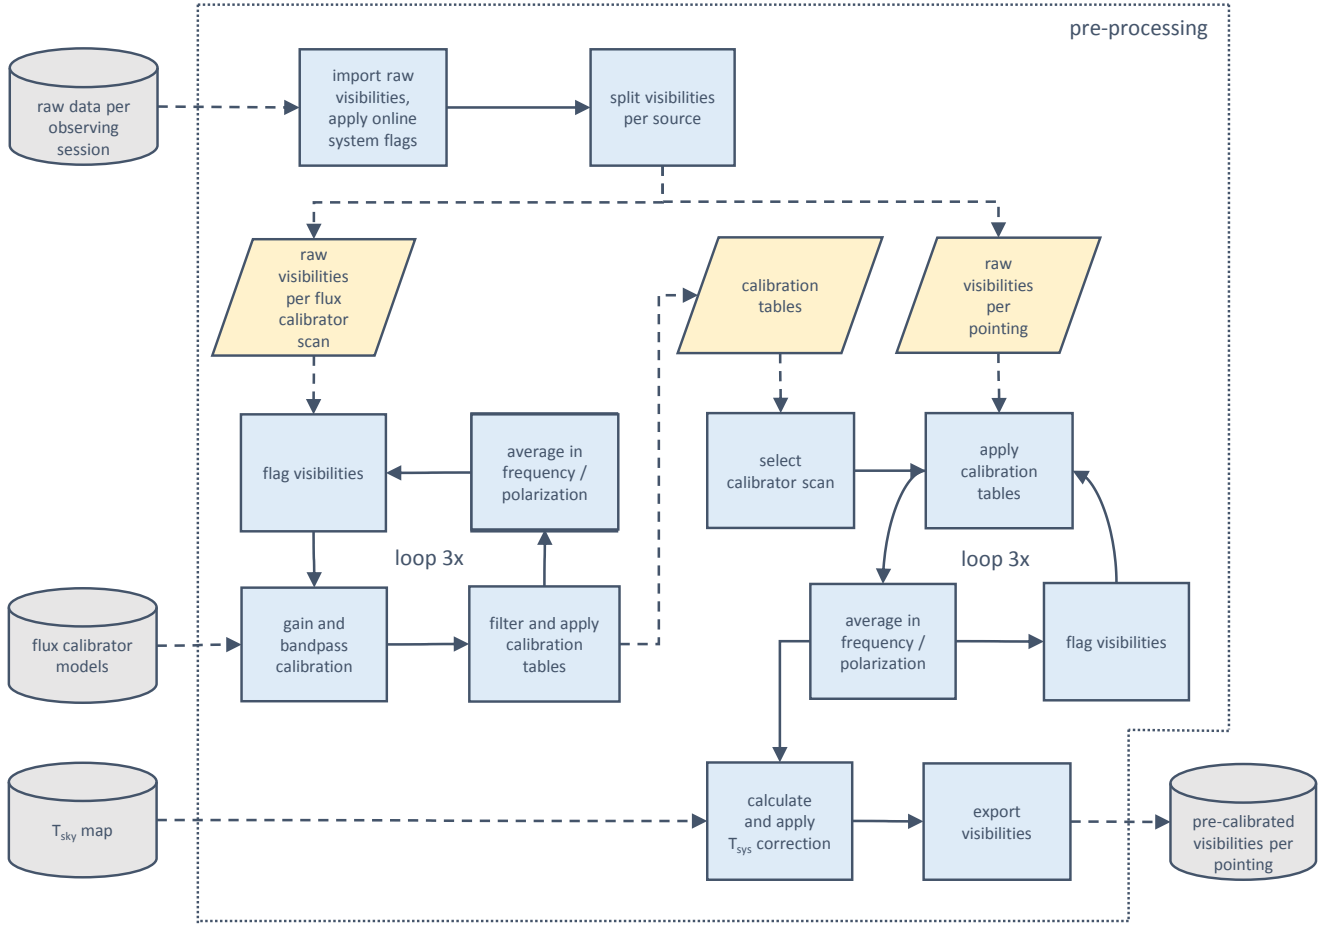 pre-processing
raw data per
observing
session
import raw
visibilities,
apply online
system flags
split visibilities
per source
raw
visibilities
per flux
calibrator
scan
calibration
tables
raw
visibilities
per
pointing
flag visibilities
average in
frequency /
polarization
select
calibrator scan
apply
calibration
tables
loop 3x
loop 3x
flux calibrator
models
gain and
bandpass
calibration
filter and apply
calibration
tables
average in
frequency /
polarization
flag visibilities
Tsky map
calculate
and apply
Tsys correction
export
visibilities
pre-calibrated
visibilities per
pointing